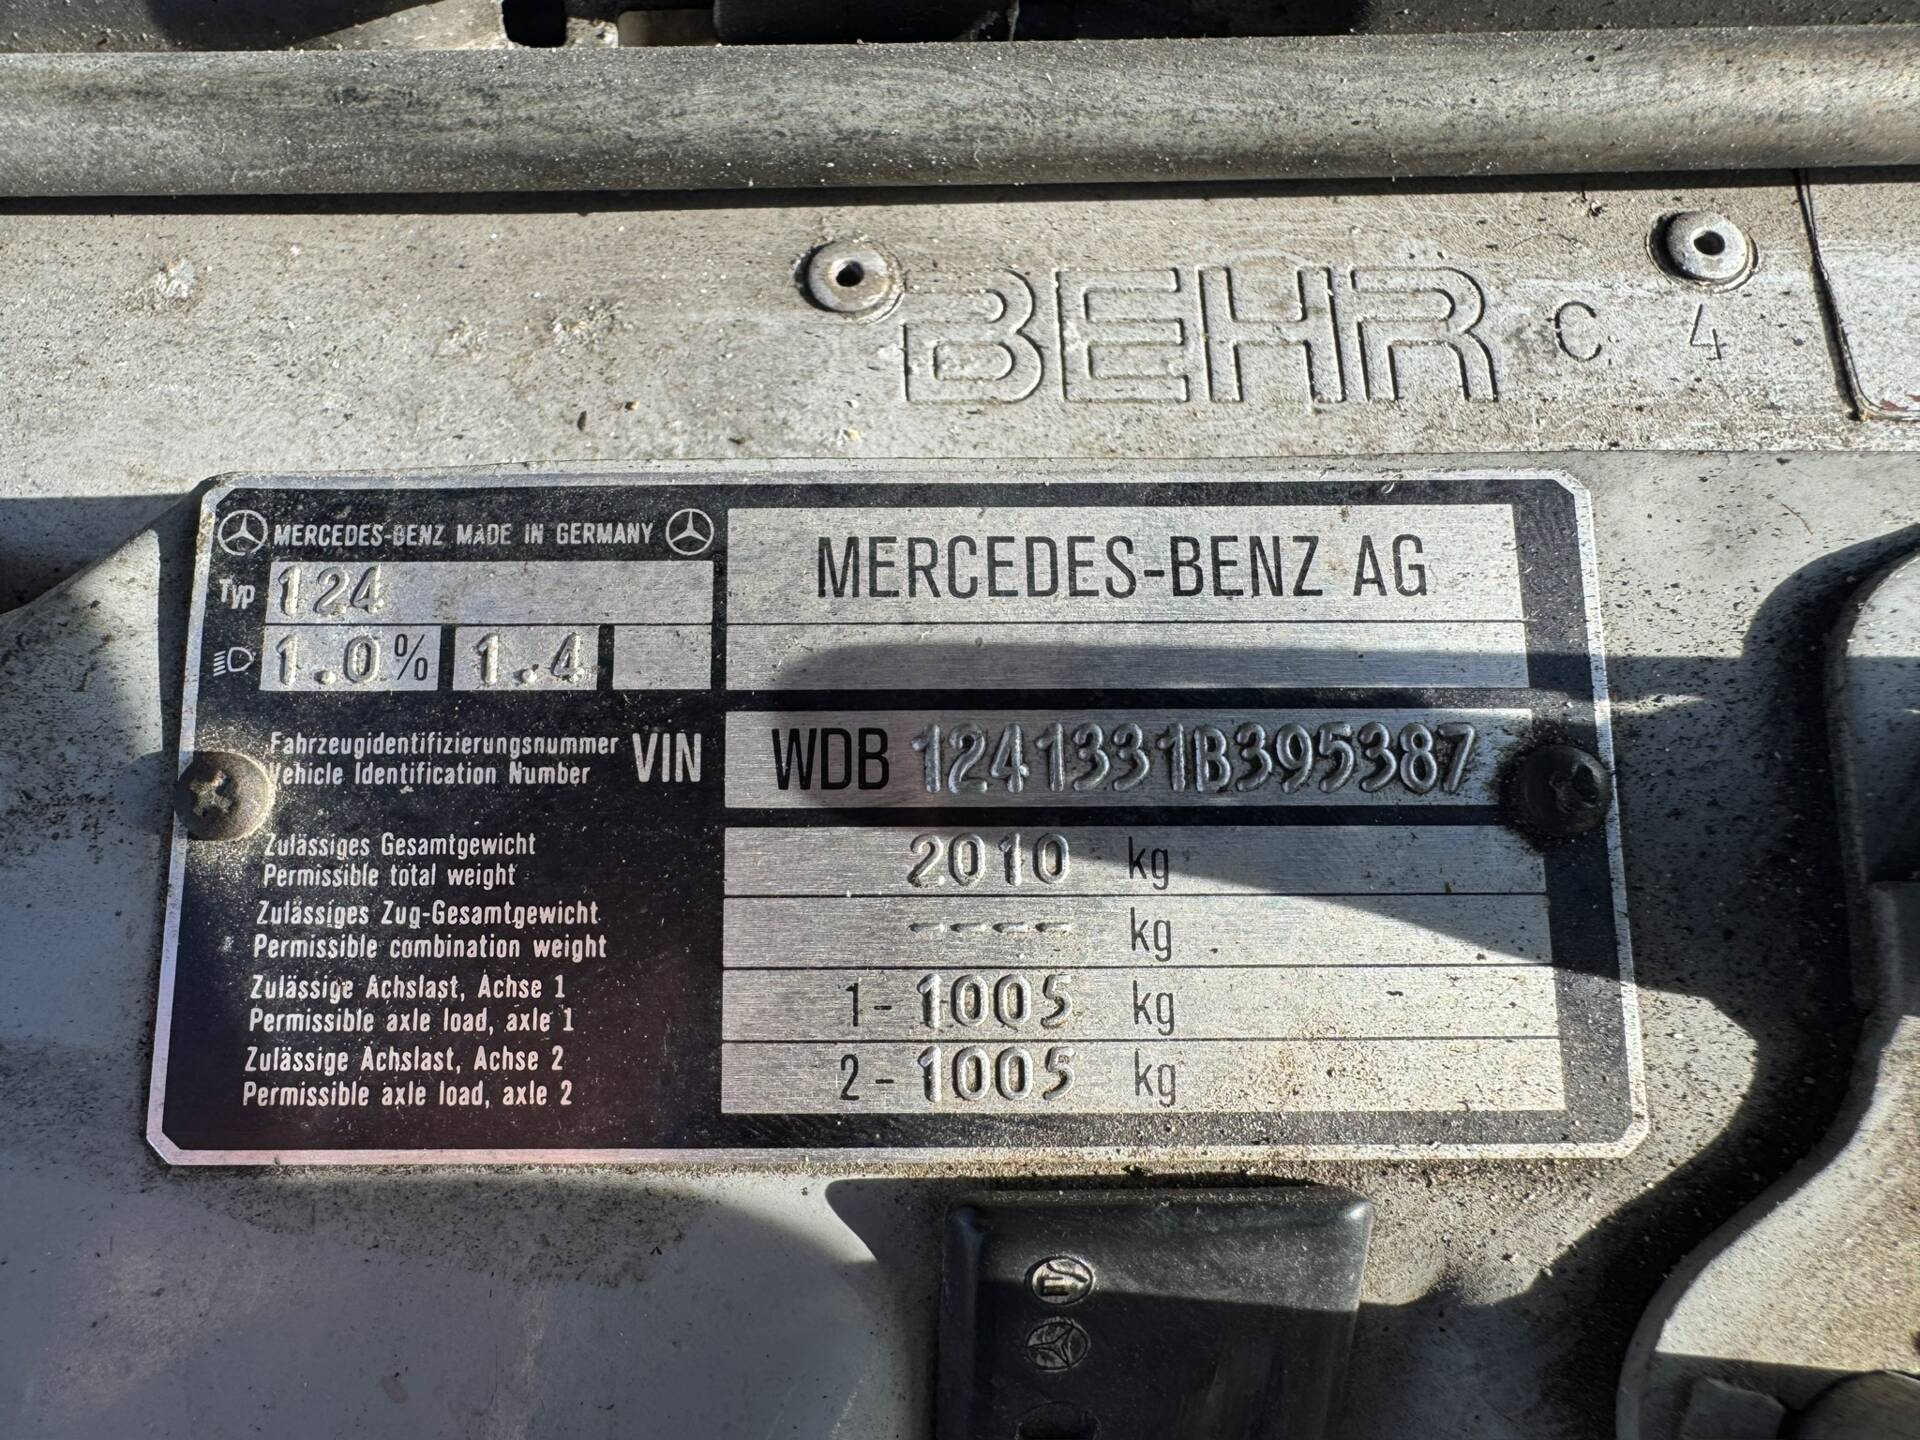 BEHR C 4
MERCEDES-BENZ MADE IN GERMANY
MERCEDES-BENZ AG
Typ 124
1.0% 1.4
Fahrzeugidentifizierungsnummer
Vehicle Identification Number
VIN WDB 1241331B395387
Zulässiges Gesamtgewicht
Permissible total weight
2010 kg
Zulässiges Zug-Gesamtgewicht
Permissible combination weight
---- kg
Zulässige Achslast, Achse 1
Permissible axle load, axle 1
1-1005 kg
Zulässige Achslast, Achse 2
Permissible axle load, axle 2
2-1005 kg